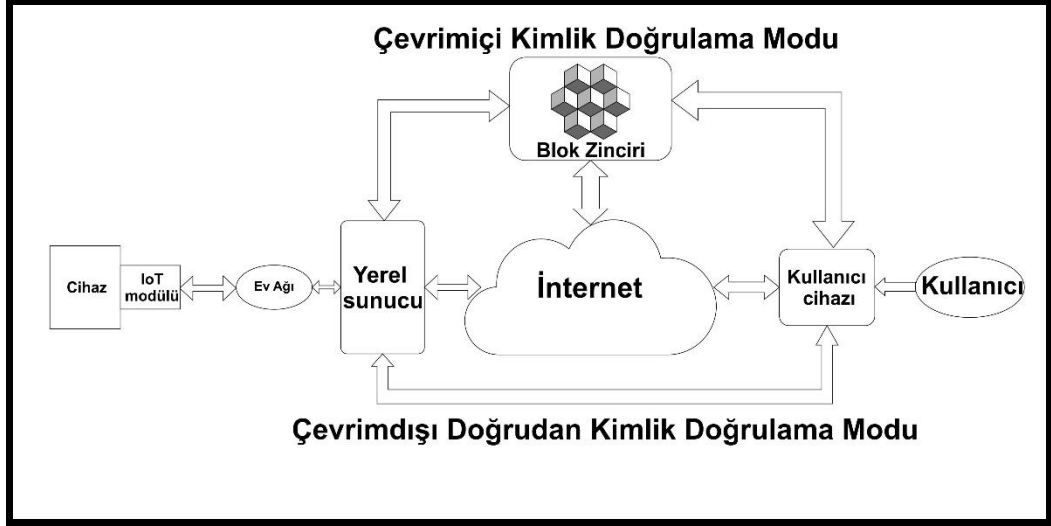 Çevrimiçi Kimlik Doğrulama Modu
Blok Zinciri
Cihaz
IoT
modülü
Ev Ağı
Yerel
sunucu
İnternet
Kullanıcı
cihazı
Kullanıcı
Çevrimdışı Doğrudan Kimlik Doğrulama Modu